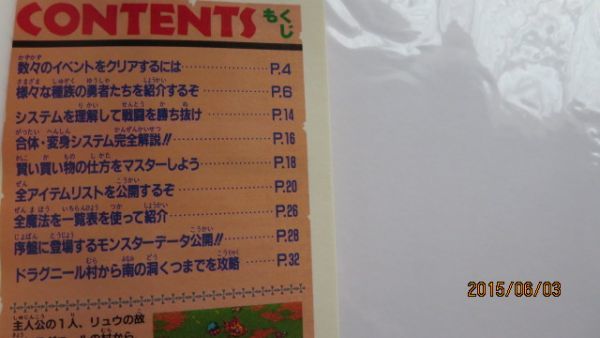 CONTENTS もくじ
数々のイベントをクリアするには……………P.4
様々な種族の勇者たちを紹介するぞ…………P.6
システムを理解して戦闘を勝ち抜け…………P.14
合体・変身システム完全解説!!………………P.16
賢い買い物の仕方をマスターしよう…………P.18
全アイテムリストを公開するぞ………………P.20
全魔法を一覧表を使って紹介…………………P.26
序盤に登場するモンスターデータ公開!!……P.28
ドラグニール村から南の洞くつまでを攻略…P.32
主人公の1人、リュウの故
2015/06/03